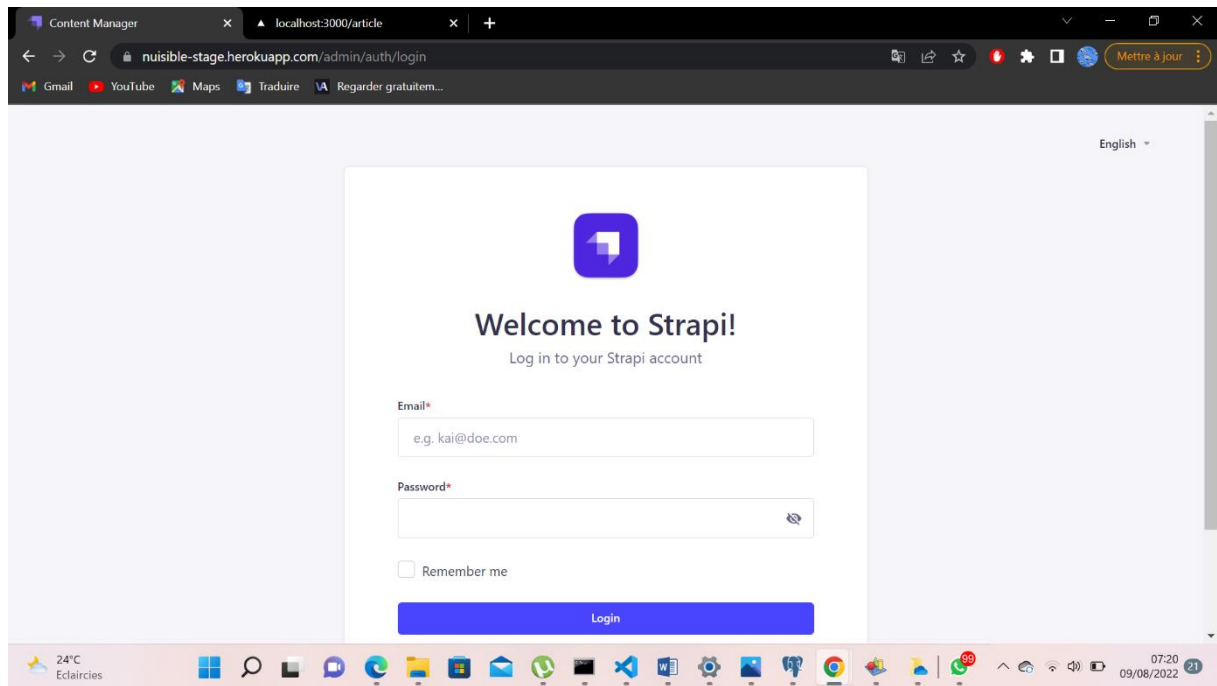 Content Manager
localhost:3000/article
nuisible-stage.herokuapp.com/admin/auth/login
Mettre à jour
Gmail
YouTube
Maps
Traduire
Regarder gratuitem...
English
Welcome to Strapi!
Log in to your Strapi account
Email*
e.g. kai@doe.com
Password*
Remember me
Login
24°C
Eclaircies
99
07:20
09/08/2022
21